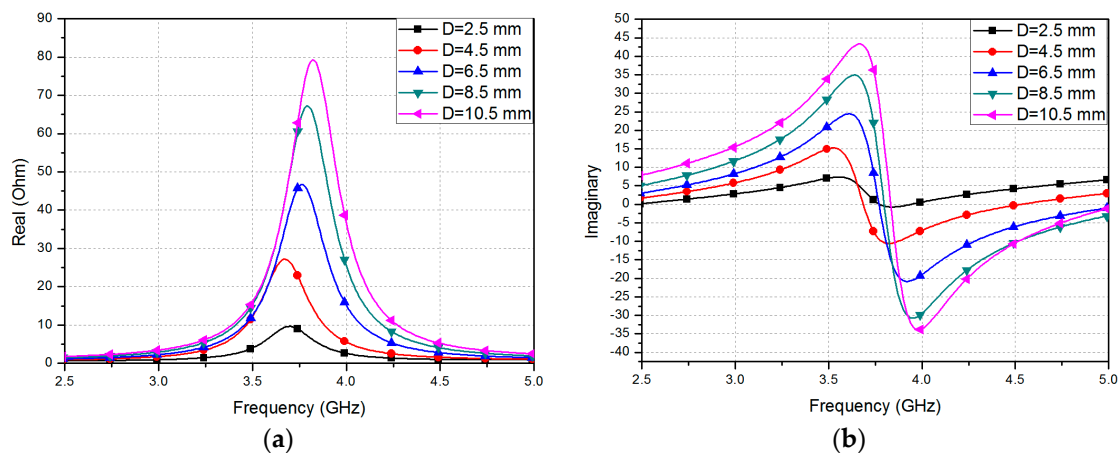 90
80
70
60
50
40
30
20
10
0
Real (Ohm)
D=2.5 mm
D=4.5 mm
D=6.5 mm
D=8.5 mm
D=10.5 mm
2.5 3.0 3.5 4.0 4.5 5.0
Frequency (GHz)
(a)
50
45
40
35
30
25
20
15
10
5
0
-5
-10
-15
-20
-25
-30
-35
-40
Imaginary
D=2.5 mm
D=4.5 mm
D=6.5 mm
D=8.5 mm
D=10.5 mm
2.5 3.0 3.5 4.0 4.5 5.0
Frequency (GHz)
(b)